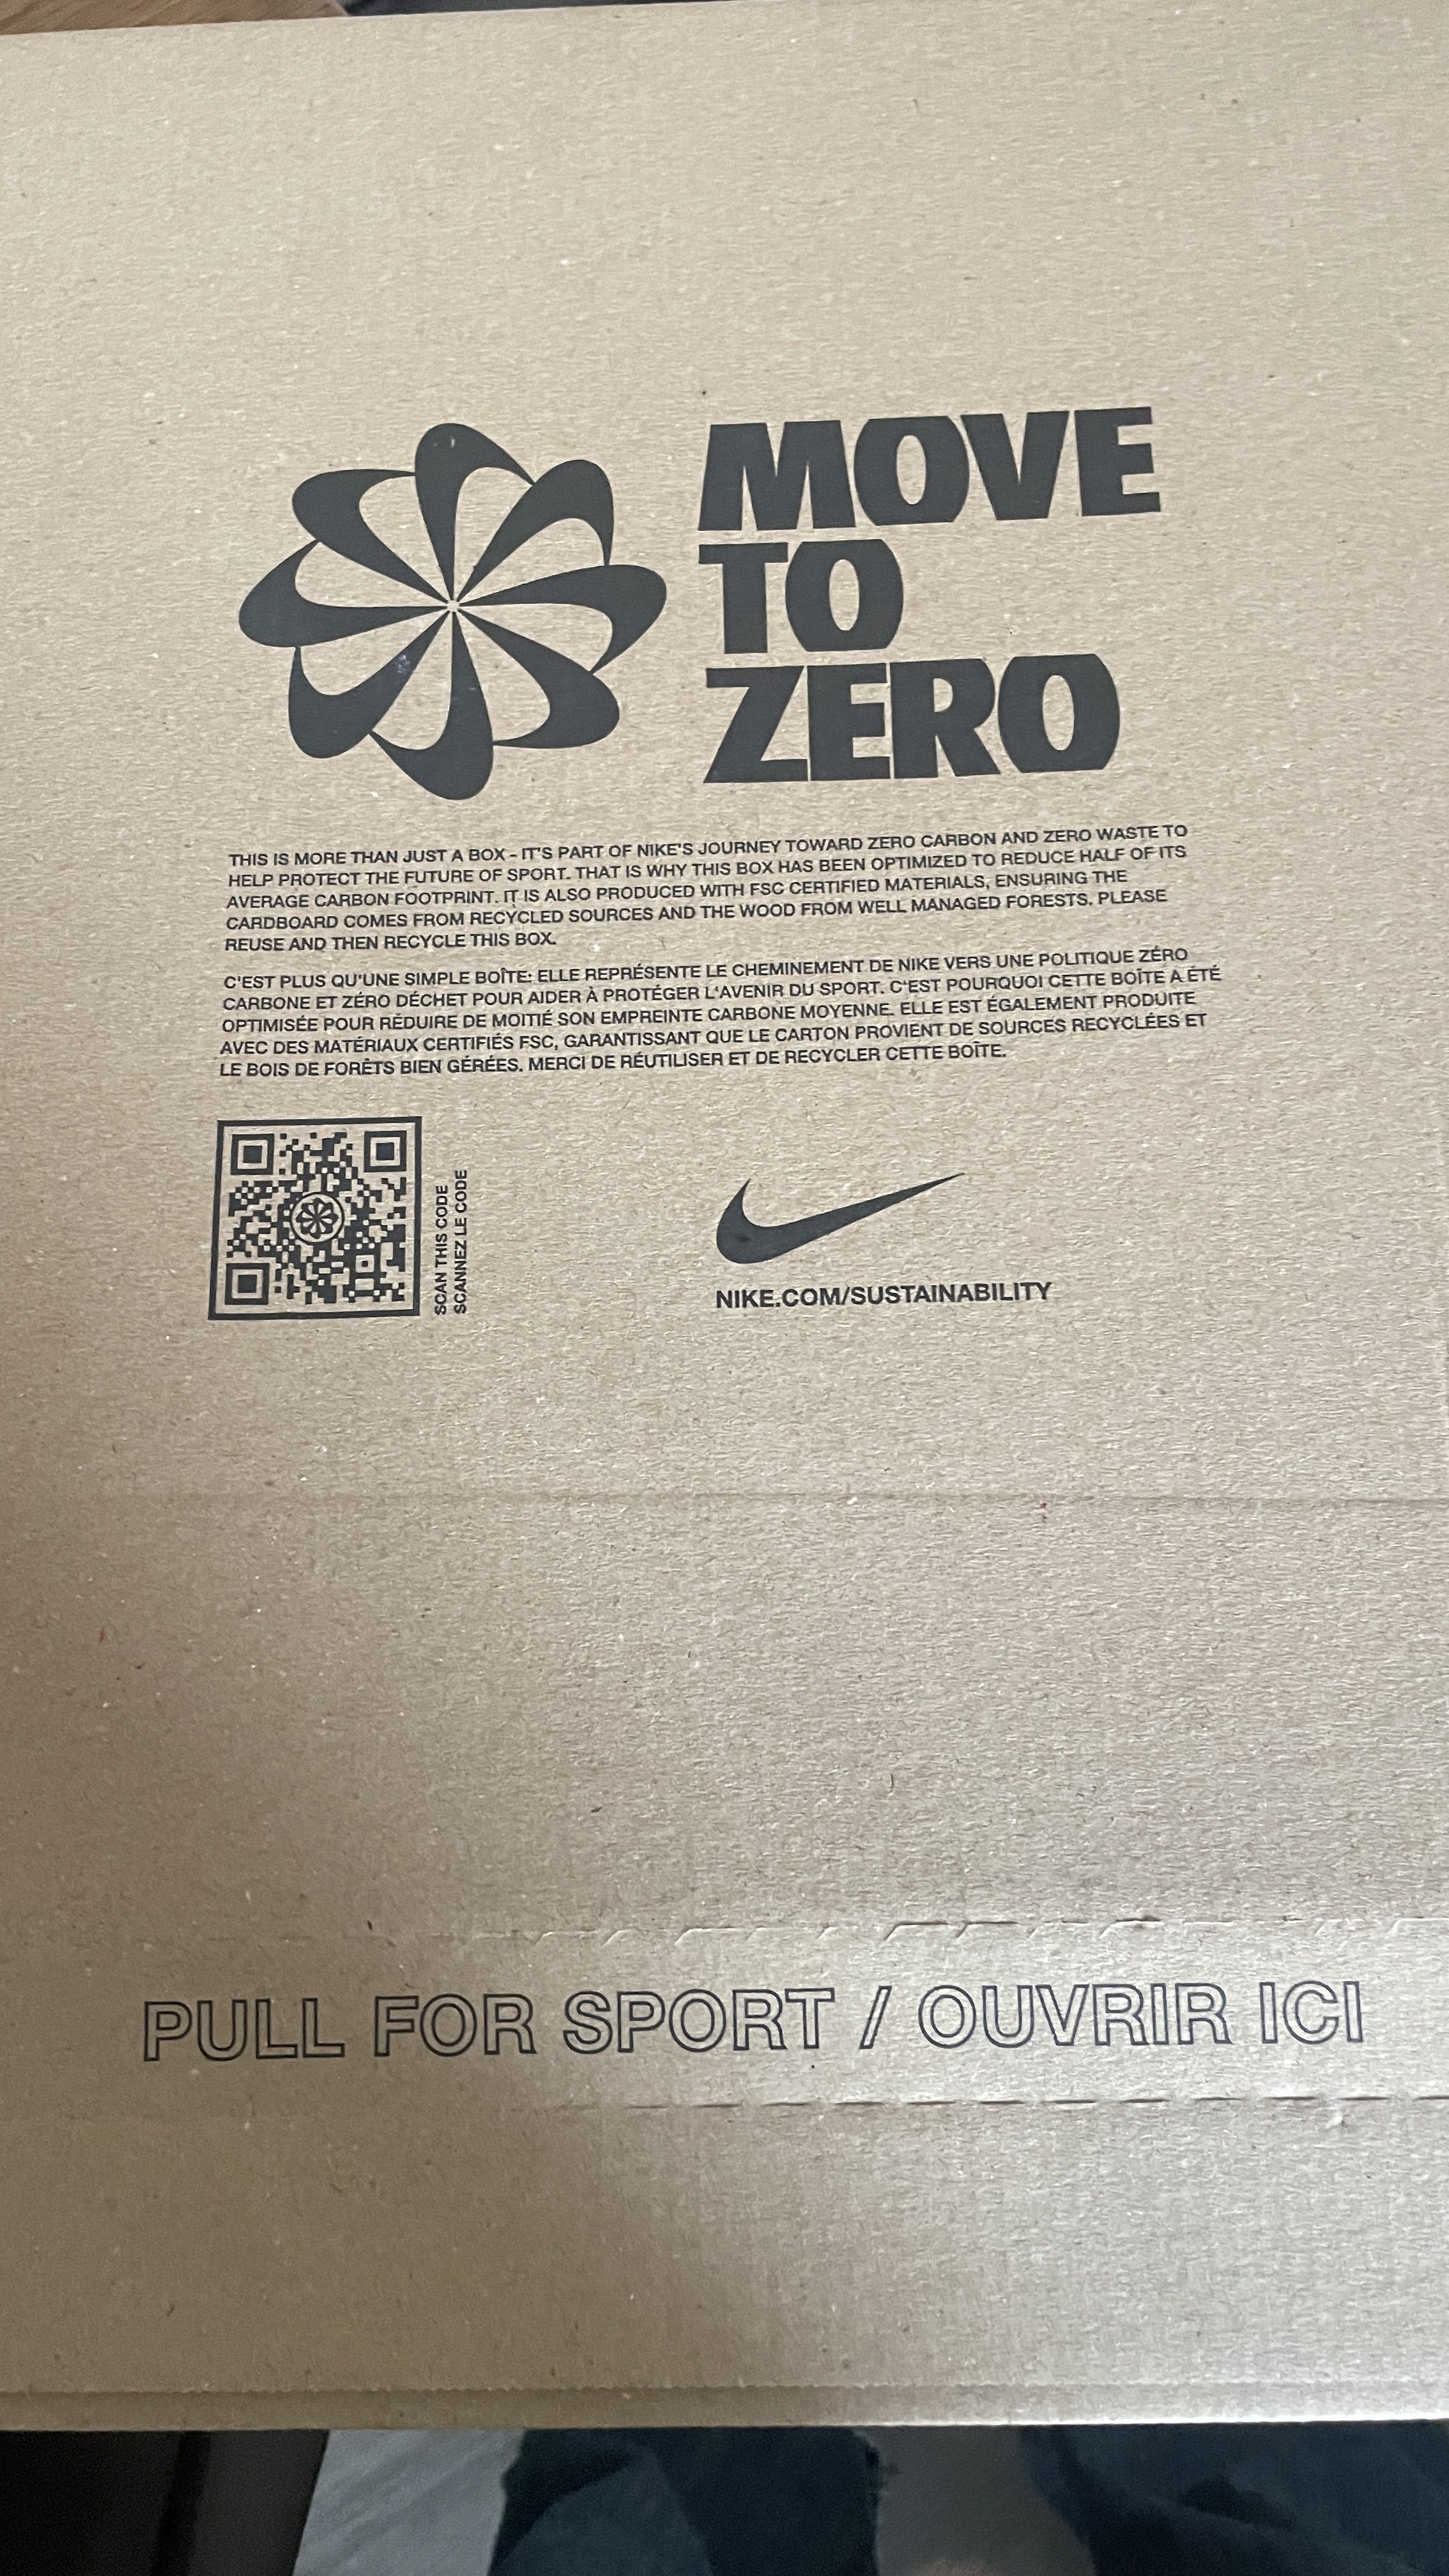 MOVE
TO
ZERO
THIS IS MORE THAN JUST A BOX - IT'S PART OF NIKE'S JOURNEY TOWARD ZERO CARBON AND ZERO WASTE TO
HELP PROTECT THE FUTURE OF SPORT. THAT IS WHY THIS BOX HAS BEEN OPTIMIZED TO REDUCE HALF OF ITS
AVERAGE CARBON FOOTPRINT. IT IS ALSO PRODUCED WITH FSC CERTIFIED MATERIALS, ENSURING THE
CARDBOARD COMES FROM RECYCLED SOURCES AND THE WOOD FROM WELL MANAGED FORESTS. PLEASE
REUSE AND THEN RECYCLE THIS BOX.
C'EST PLUS QU'UNE SIMPLE BOÎTE: ELLE REPRÉSENTE LE CHEMINEMENT DE NIKE VERS UNE POLITIQUE ZÉRO
CARBONE ET ZÉRO DÉCHET POUR AIDER À PROTÉGER L'AVENIR DU SPORT. C'EST POURQUOI CETTE BOÎTE A ÉTÉ
OPTIMISÉE POUR RÉDUIRE DE MOITIÉ SON EMPREINTE CARBONE MOYENNE. ELLE EST ÉGALEMENT PRODUITE
AVEC DES MATÉRIAUX CERTIFIÉS FSC, GARANTISSANT QUE LE CARTON PROVIENT DE SOURCES RECYCLÉES ET
LE BOIS DE FORÊTS BIEN GÉRÉES. MERCI DE RÉUTILISER ET DE RECYCLER CETTE BOÎTE.
SCAN THIS CODE
SCANNEZ LE CODE
NIKE.COM/SUSTAINABILITY
PULL FOR SPORT / OUVRIR ICI